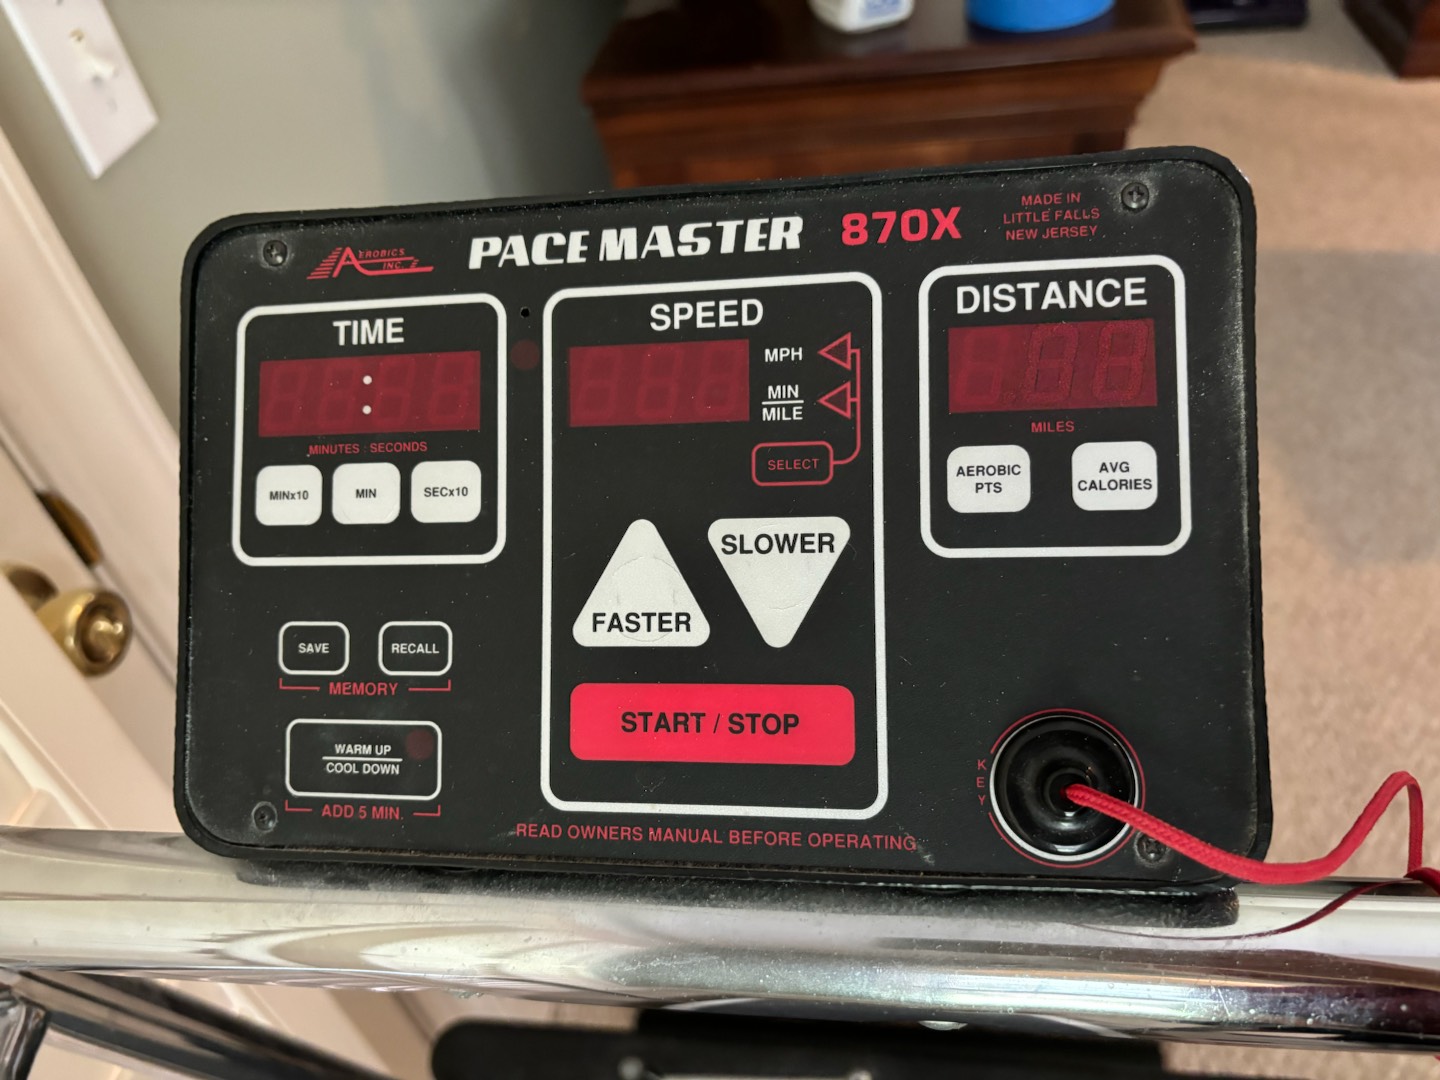 AEROBICS
INC.
PACE MASTER
870X
MADE IN
LITTLE FALLS
NEW JERSEY
TIME
:
MINUTES : SECONDS
MINx10
MIN
SECx10
SPEED
MPH
MIN
MILE
SELECT
FASTER
SLOWER
START / STOP
DISTANCE
MILES
AEROBIC
PTS
AVG
CALORIES
SAVE
RECALL
MEMORY
WARM UP
COOL DOWN
ADD 5 MIN.
KEY
READ OWNERS MANUAL BEFORE OPERATING